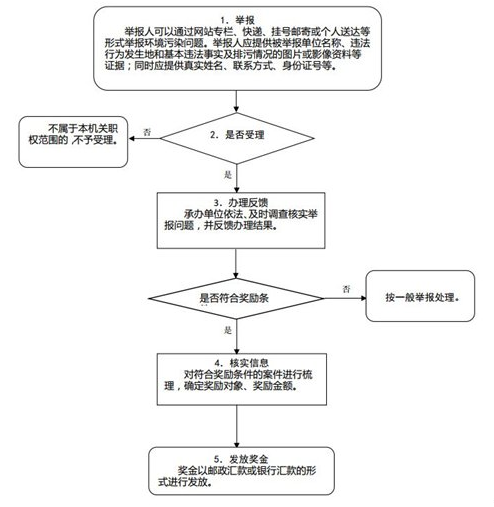 1. 举报
举报人可以通过网站专栏、快递、挂号邮寄或个人送达等
形式举报环境污染问题。举报人应提供被举报单位名称、违法
行为发生地和基本违法事实及排污情况的图片或影像资料等
证据；同时应提供真实姓名、联系方式、身份证号等。
不属于本机关职
权范围的，不予受理。
否
2. 是否受理
是
3. 办理反馈
承办单位依法、及时调查核实举
报问题，并反馈办理结果。
是否符合奖励条
否
按一般举报处理。
是
4. 核实信息
对符合奖励条件的案件进行梳
理，确定奖励对象、奖励金额。
5. 发放奖金
奖金以邮政汇款或银行汇款的形
式进行发放。